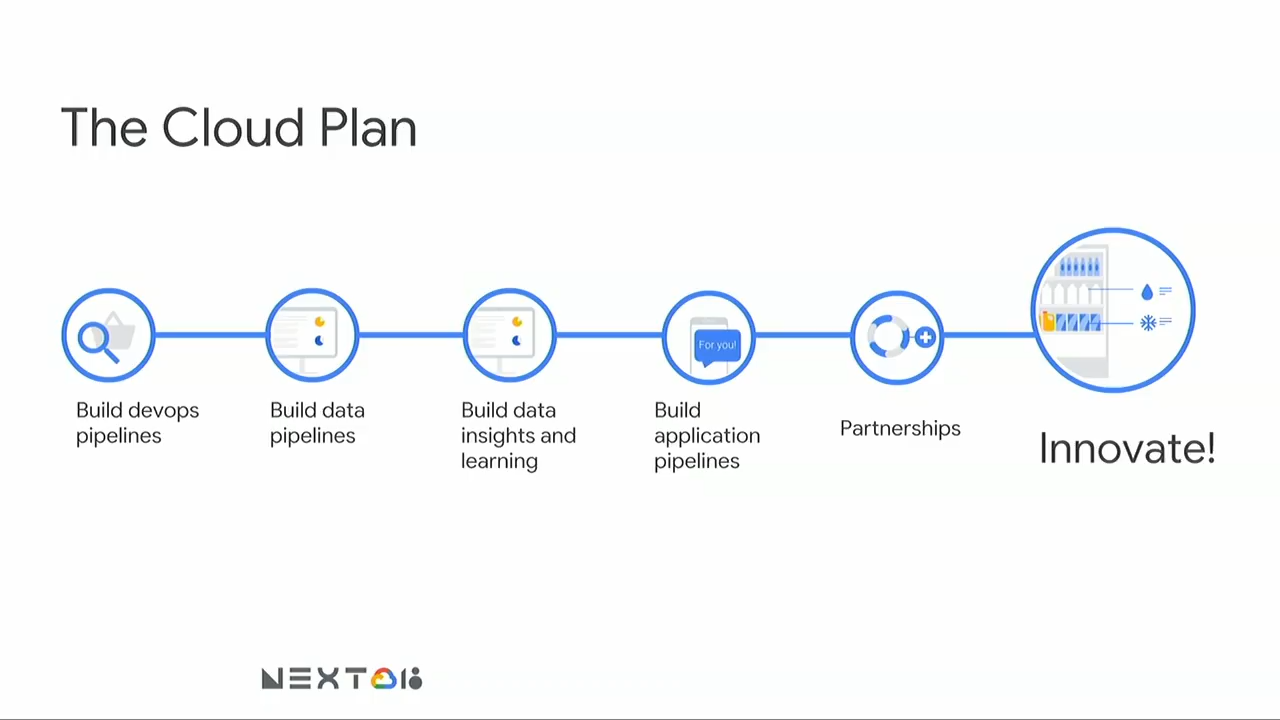 The Cloud Plan
For you!
Build devops
pipelines
Build data
pipelines
Build data
insights and
learning
Build
application
pipelines
Partnerships
Innovate!
NEXT 18